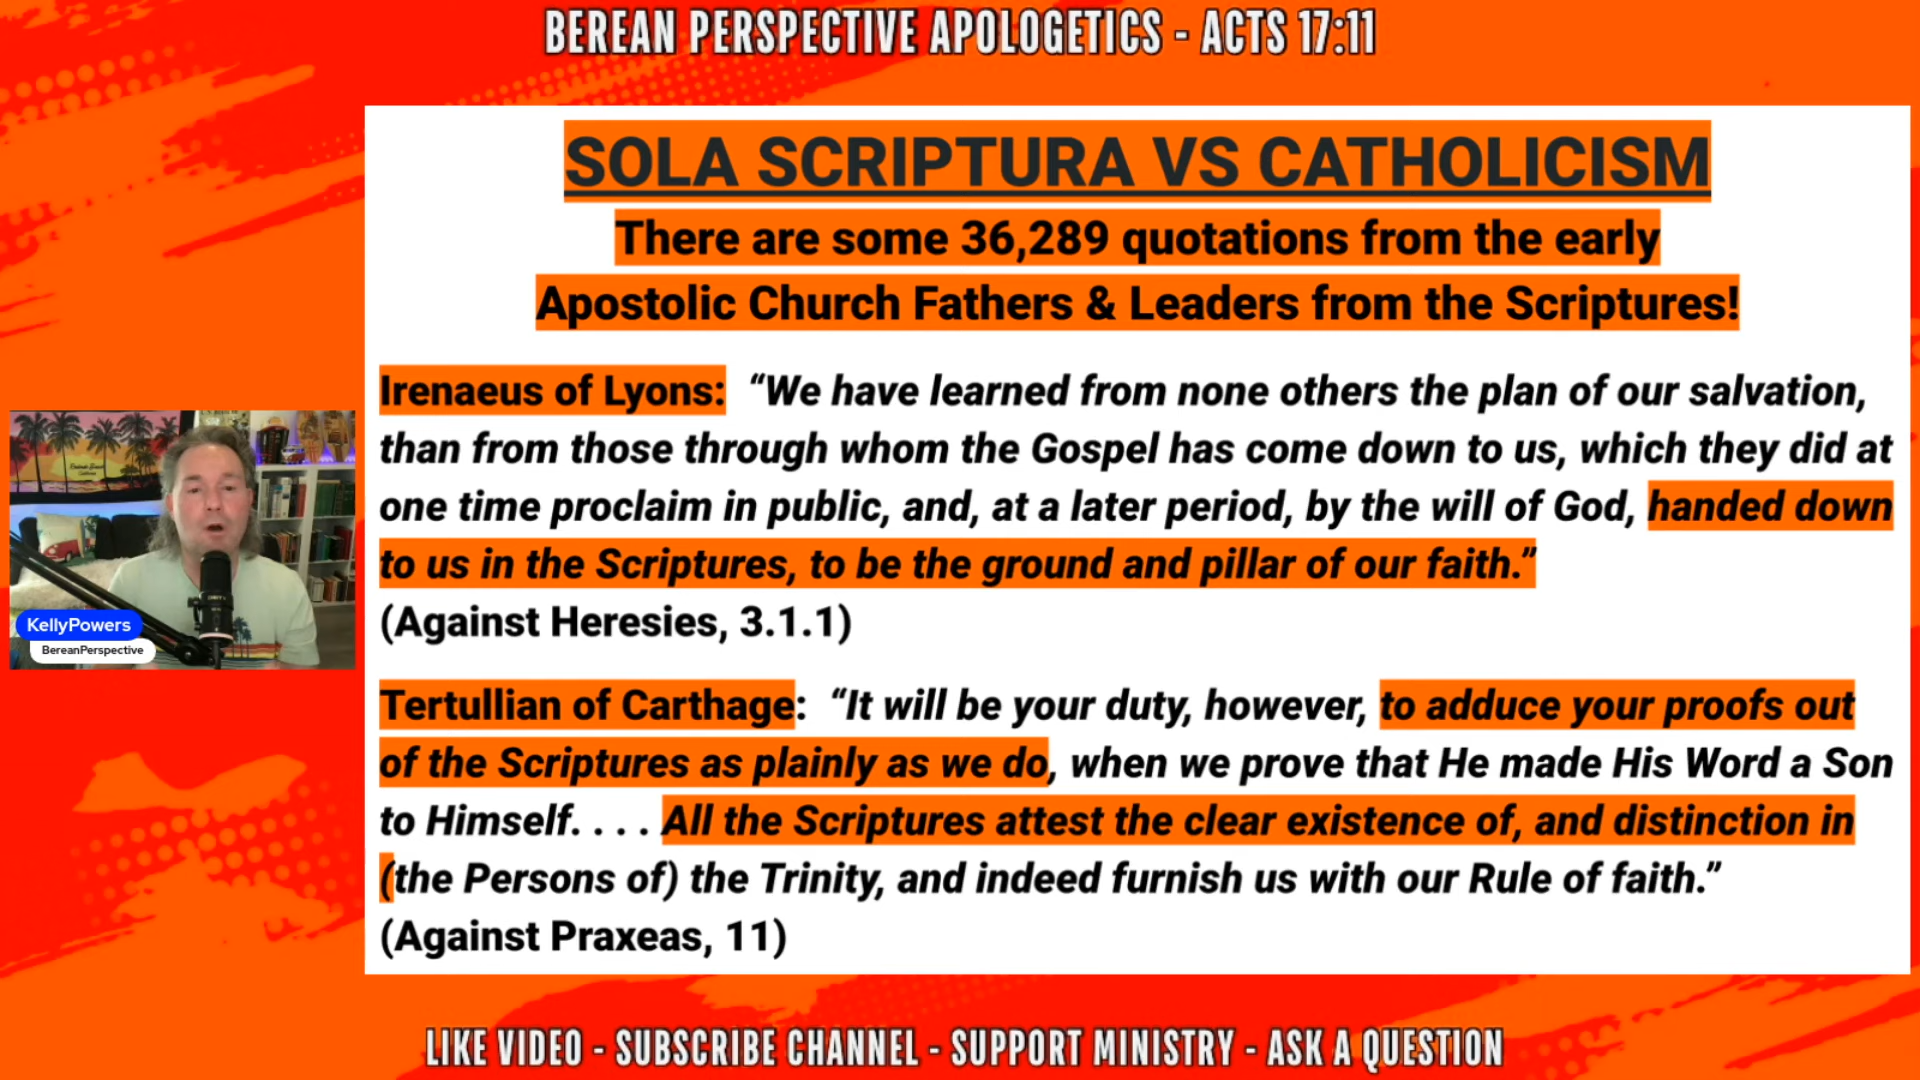 BEREAN PERSPECTIVE APOLOGETICS - ACTS 17:11
SOLA SCRIPTURA VS CATHOLICISM
There are some 36,289 quotations from the early
Apostolic Church Fathers & Leaders from the Scriptures!
Irenaeus of Lyons: “We have learned from none others the plan of our salvation,
than from those through whom the Gospel has come down to us, which they did at
one time proclaim in public, and, at a later period, by the will of God, handed down
to us in the Scriptures, to be the ground and pillar of our faith.”
(Against Heresies, 3.1.1)
Tertullian of Carthage: “It will be your duty, however, to adduce your proofs out
of the Scriptures as plainly as we do, when we prove that He made His Word a Son
to Himself. . . . All the Scriptures attest the clear existence of, and distinction in
(the Persons of) the Trinity, and indeed furnish us with our Rule of faith.”
(Against Praxeas, 11)
KellyPowers
BereanPerspective
LIKE VIDEO - SUBSCRIBE CHANNEL - SUPPORT MINISTRY - ASK A QUESTION